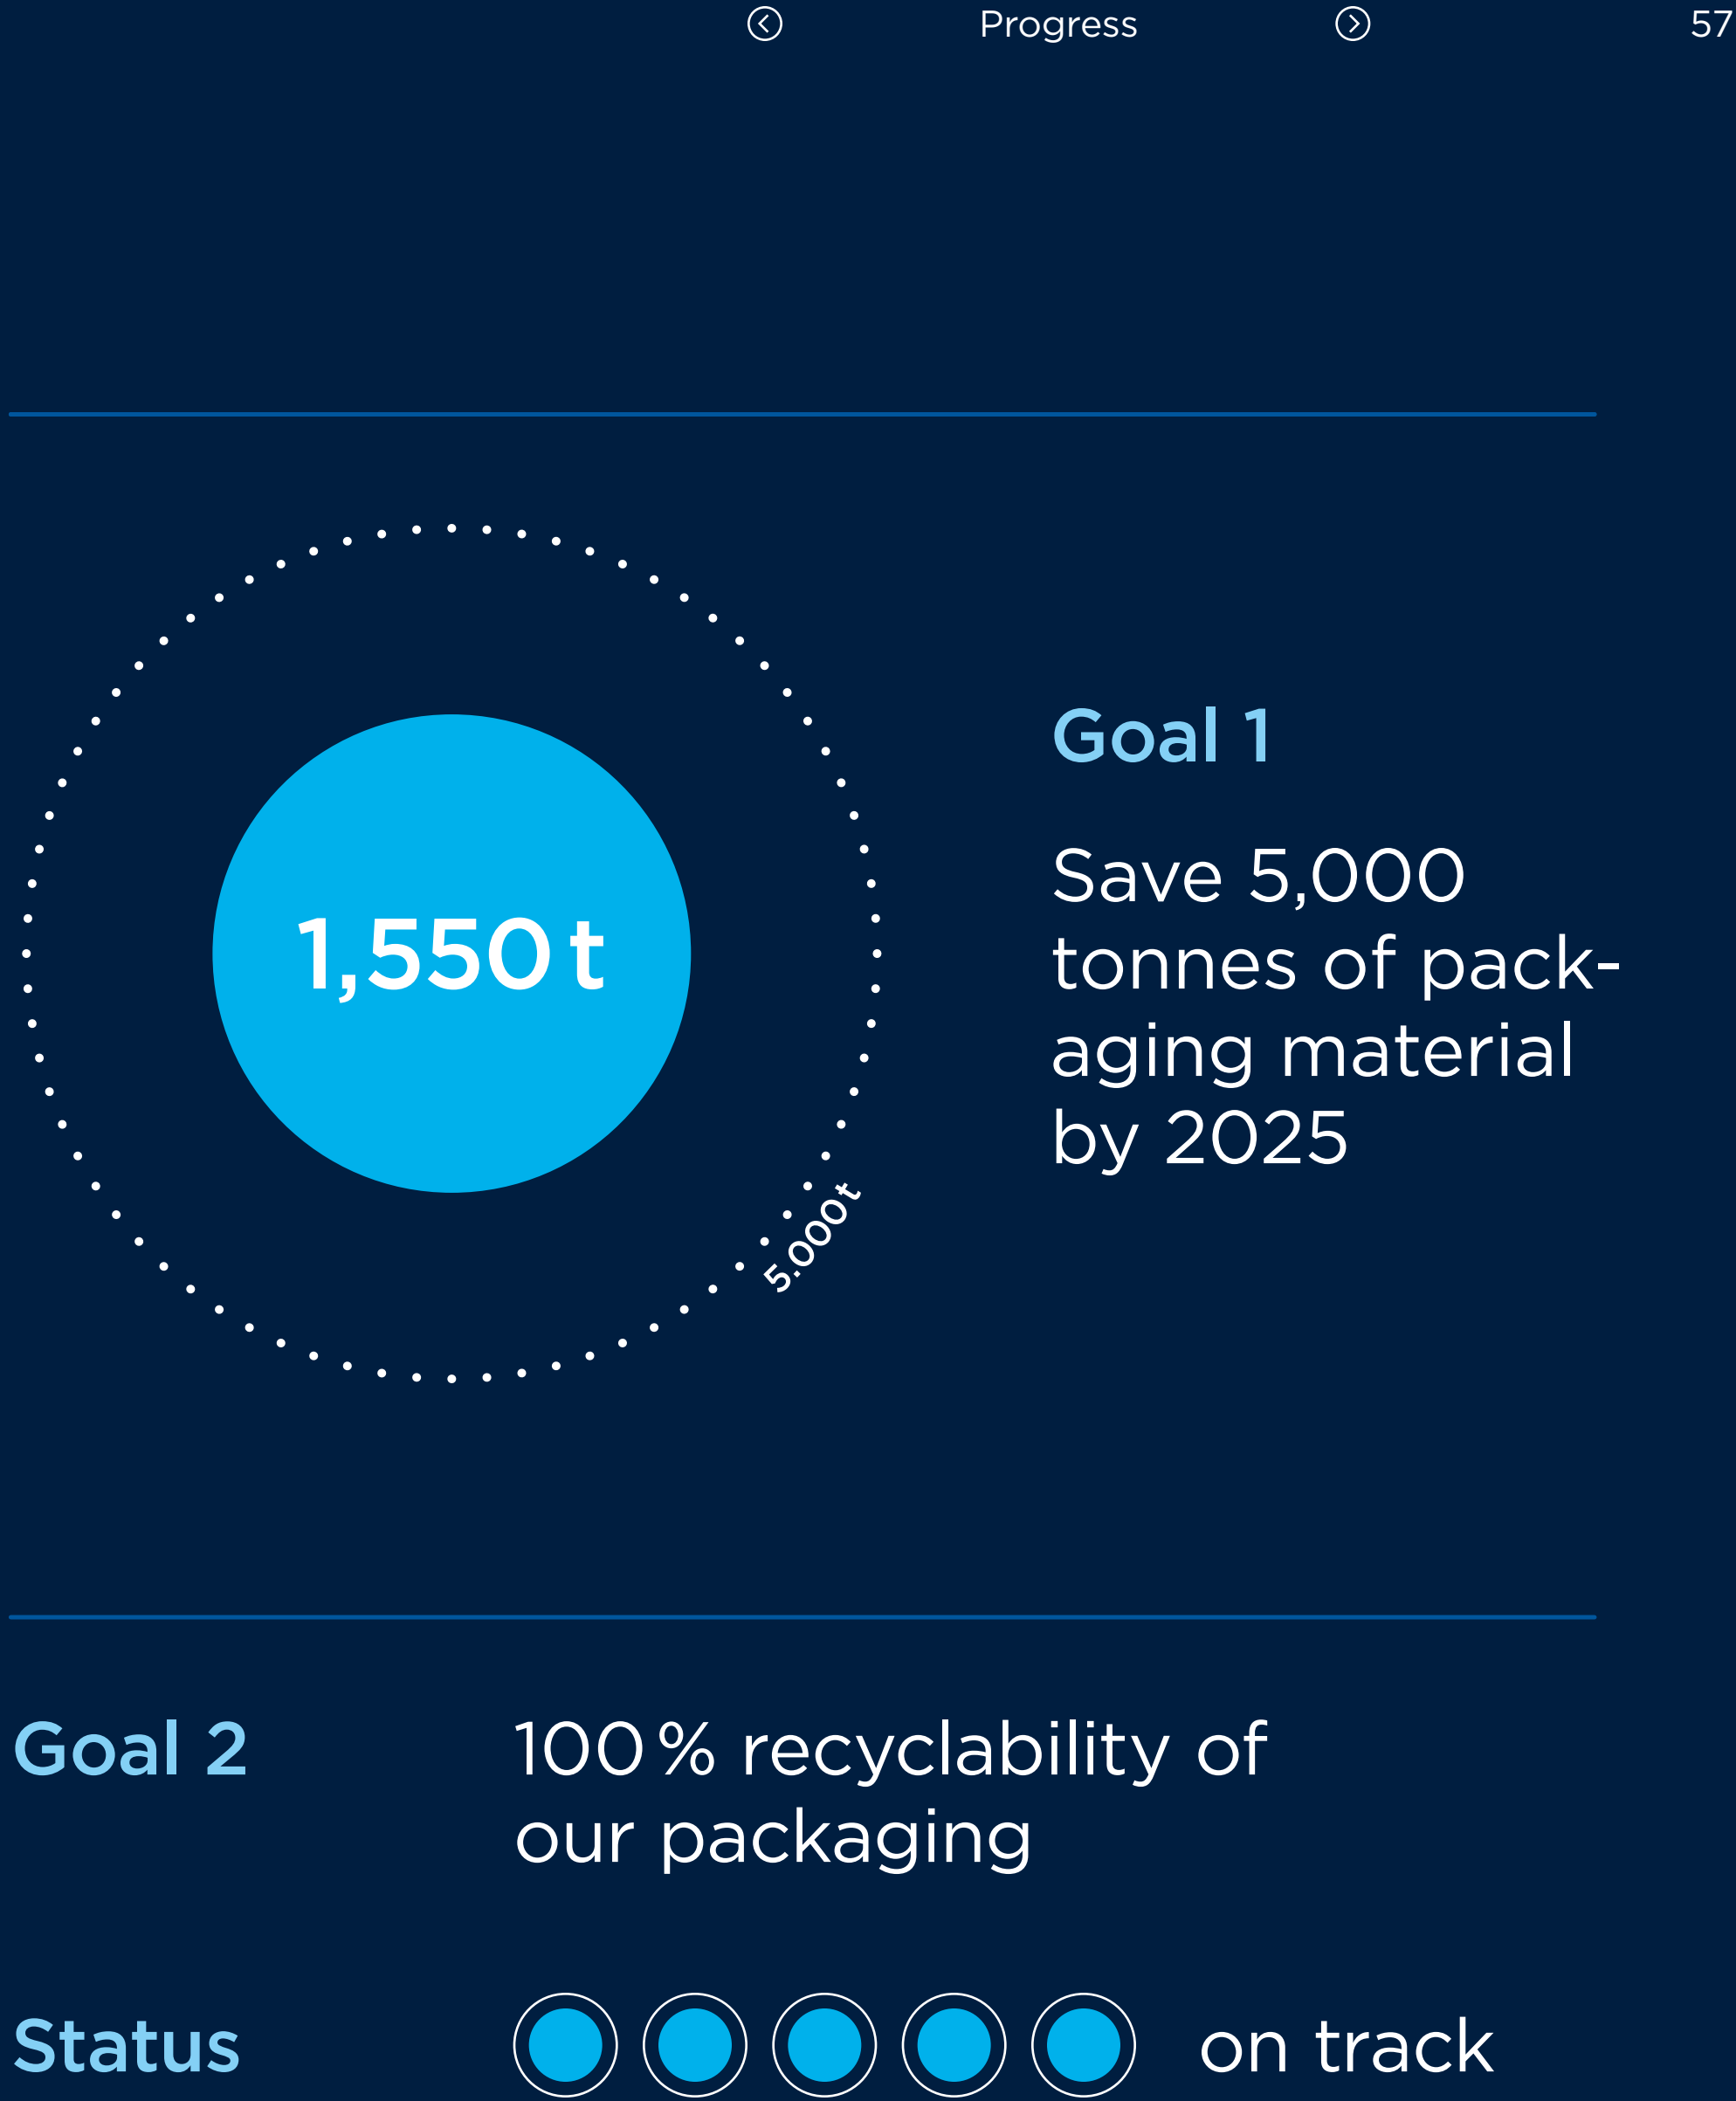 Progress
57
1,550 t
5.000 t
Goal 1
Save 5,000
tonnes of pack-
aging material
by 2025
Goal 2
100% recyclability of
our packaging
Status
on track